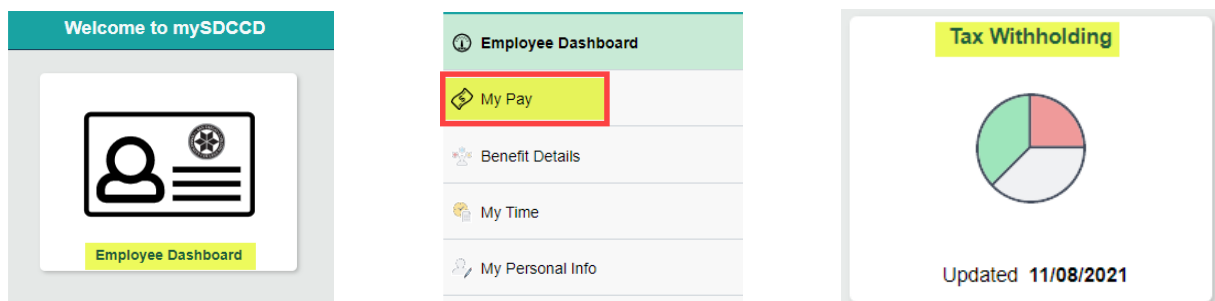 Welcome to mySDCCD
Employee Dashboard
Employee Dashboard
My Pay
Benefit Details
My Time
My Personal Info
Tax Withholding
Updated 11/08/2021